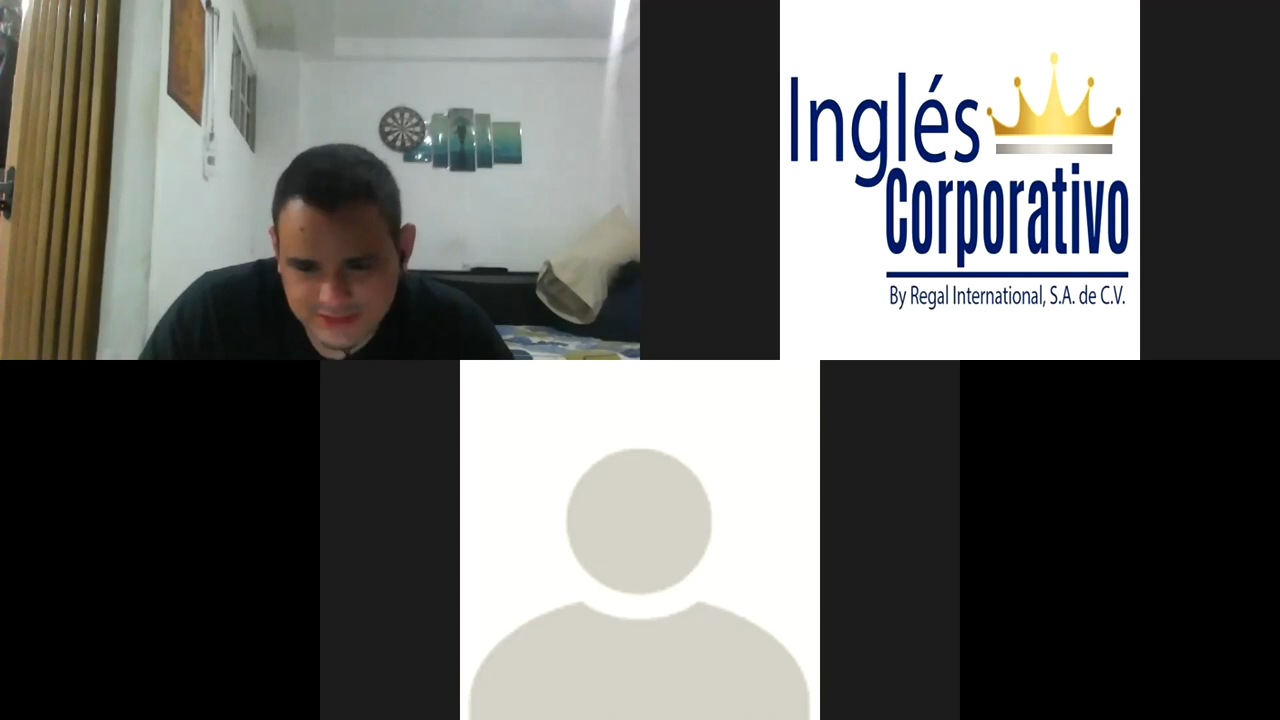 Inglés
Corporativo
By Regal International, S.A. de C.V.